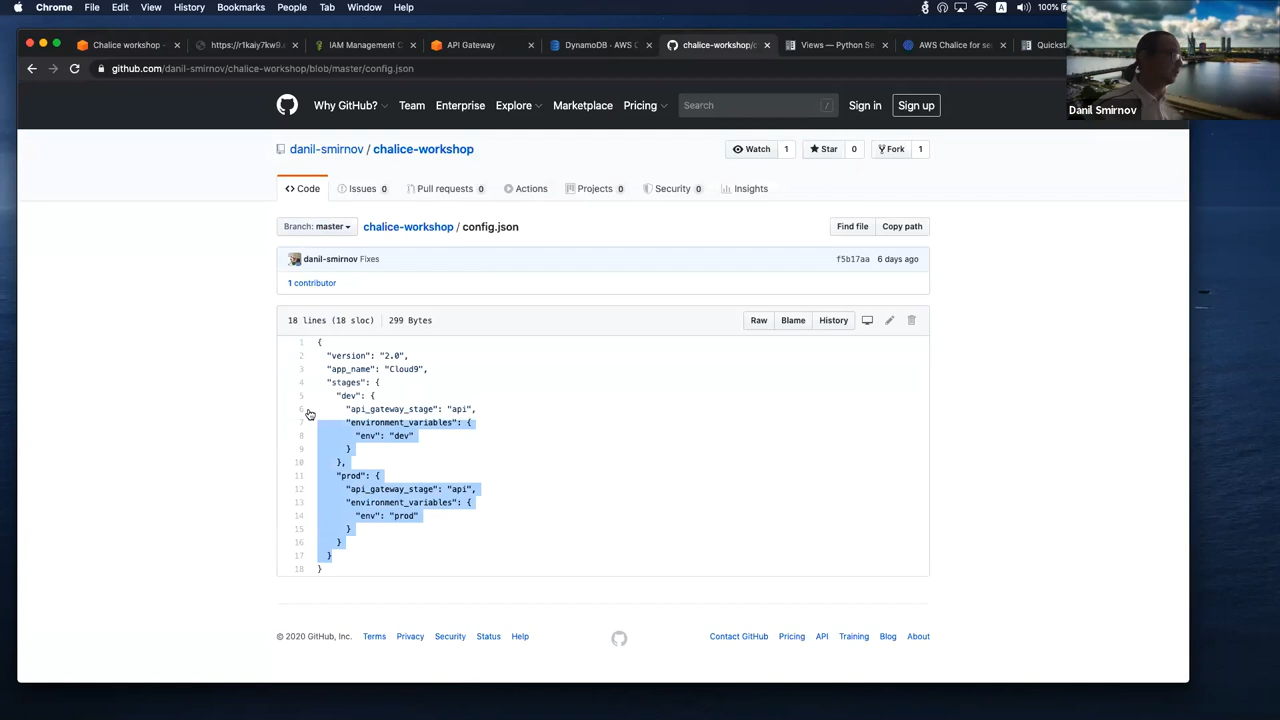 Chrome File Edit View History Bookmarks People Tab Window Help
A 100%
Chalice workshop -
https://r1kaiy7kw9.e
IAM Management C
API Gateway
DynamoDB · AWS C
chalice-workshop/c
Views — Python Se
AWS Chalice for se
Quickst
github.com/danil-smirnov/chalice-workshop/blob/master/config.json
Danil Smirnov
Why GitHub? Team Enterprise Explore Marketplace Pricing Search / Sign in Sign up
danil-smirnov / chalice-workshop
Watch 1 Star 0 Fork 1
Code Issues 0 Pull requests 0 Actions Projects 0 Security 0 Insights
Branch: master chalice-workshop / config.json Find file Copy path
danil-smirnov Fixes f5b17aa 6 days ago
1 contributor
18 lines (18 sloc) 299 Bytes Raw Blame History
1 {
2 "version": "2.0",
3 "app_name": "Cloud9",
4 "stages": {
5 "dev": {
6 "api_gateway_stage": "api",
7 "environment_variables": {
8 "env": "dev"
9 }
10 },
11 "prod": {
12 "api_gateway_stage": "api",
13 "environment_variables": {
14 "env": "prod"
15 }
16 }
17 }
18 }
© 2020 GitHub, Inc. Terms Privacy Security Status Help Contact GitHub Pricing API Training Blog About